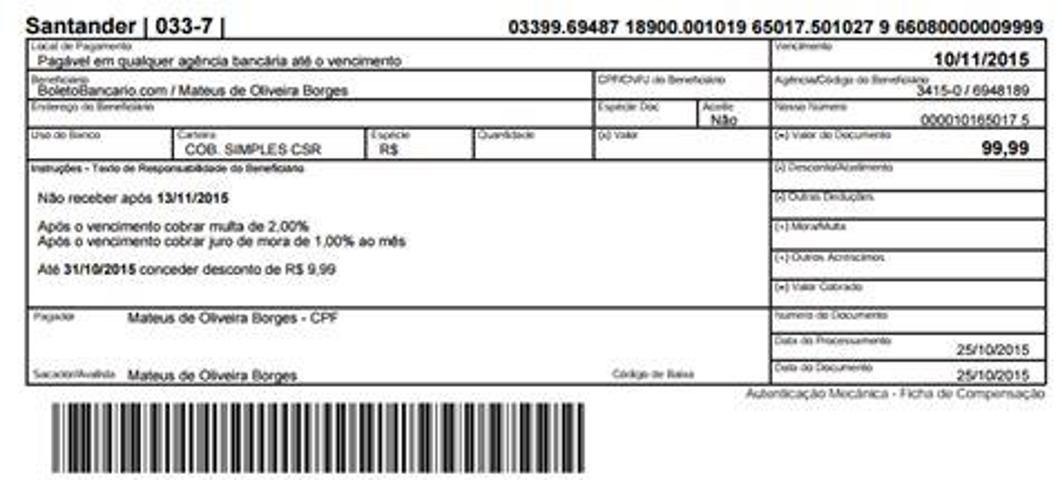 Santander | 033-7 | 03399.69487 18900.001019 65017.501027 9 66080000009999
Local de Pagamento
Pagável em qualquer agência bancária até o vencimento
Vencimento
10/11/2015
Beneficiário
BoletoBancario.com / Mateus de Oliveira Borges
CPF/CNPJ do Beneficiário
Agência/Código do Beneficiário
3415-0 / 6948189
Endereço do Beneficiário
Espécie Doc
Aceite
Não
Nosso Número
000010165017 5
Uso do Banco
Carteira
COB. SIMPLES CSR
Espécie
R$
Quantidade
(x) Valor
(=) Valor do Documento
99,99
Instruções - Texto de Responsabilidade do Beneficiário
Não receber após 13/11/2015
Após o vencimento cobrar multa de 2,00%
Após o vencimento cobrar juro de mora de 1,00% ao mês
Até 31/10/2015 conceder desconto de R$ 9,99
(-) Desconto/Abatimento
(-) Outras Deduções
(+) Mora/Multa
(+) Outros Acréscimos
(=) Valor Cobrado
Pagador
Mateus de Oliveira Borges - CPF
Número do Documento
Data do Processamento
25/10/2015
Sacador/Avalista Mateus de Oliveira Borges
Código de Baixa
Data do Documento
25/10/2015
Autenticação Mecânica - Ficha de Compensação